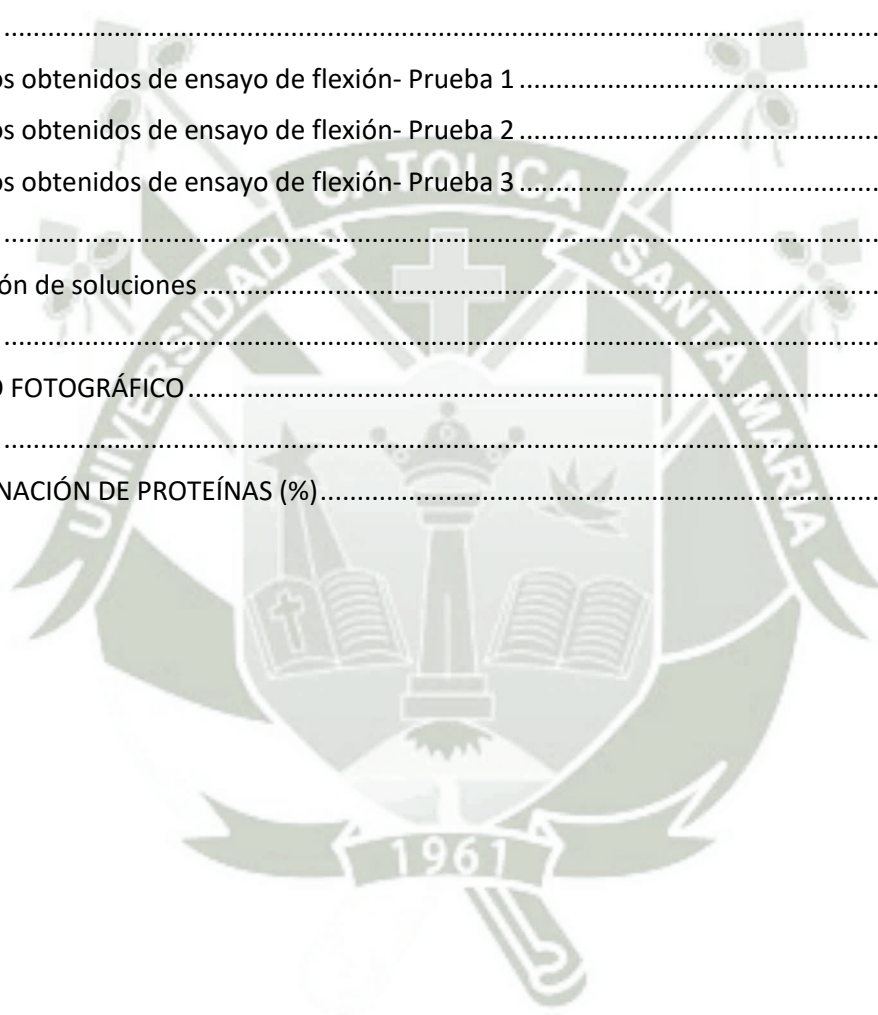 ....................................................................................................
os obtenidos de ensayo de flexión- Prueba 1 ..........................................
os obtenidos de ensayo de flexión- Prueba 2 ..........................................
os obtenidos de ensayo de flexión- Prueba 3 ..........................................
....................................................................................................
ón de soluciones ..................................................................................
....................................................................................................
O FOTOGRÁFICO ....................................................................................
....................................................................................................
NACIÓN DE PROTEÍNAS (%) ..................................................................
UNIVERSIDAD CATOLICA SANTA MARIA
1961